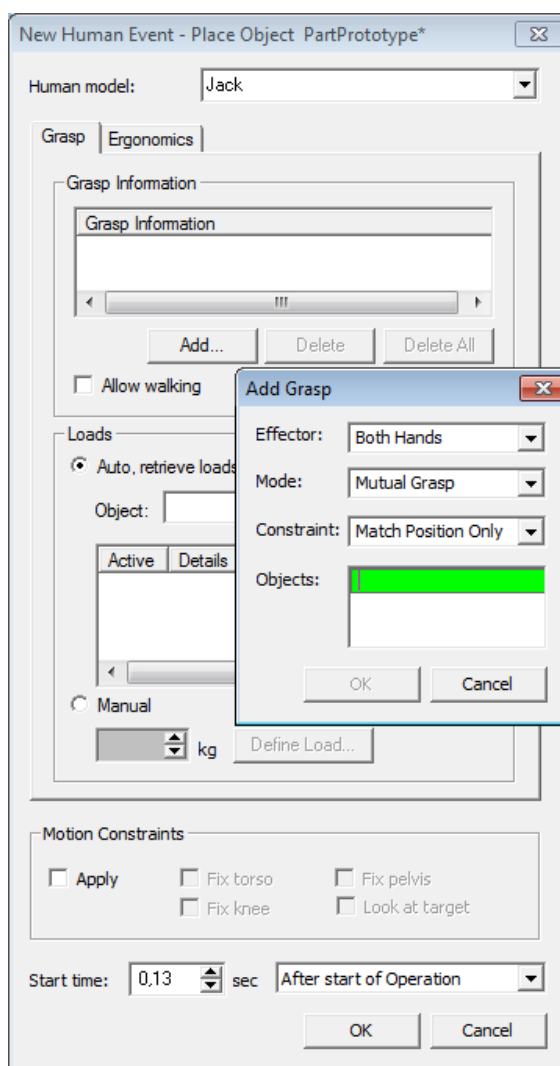 New Human Event - Place Object PartPrototype*
Human model: Jack
Grasp Ergonomics
Grasp Information
Grasp Information
Add... Delete Delete All
Allow walking
Add Grasp
Effector: Both Hands
Mode: Mutual Grasp
Constraint: Match Position Only
Objects:
OK Cancel
Loads
Auto, retrieve loads
Object:
Active Details
Manual
kg Define Load...
Motion Constraints
Apply Fix torso Fix pelvis
Fix knee Look at target
Start time: 0,13 sec After start of Operation
OK Cancel